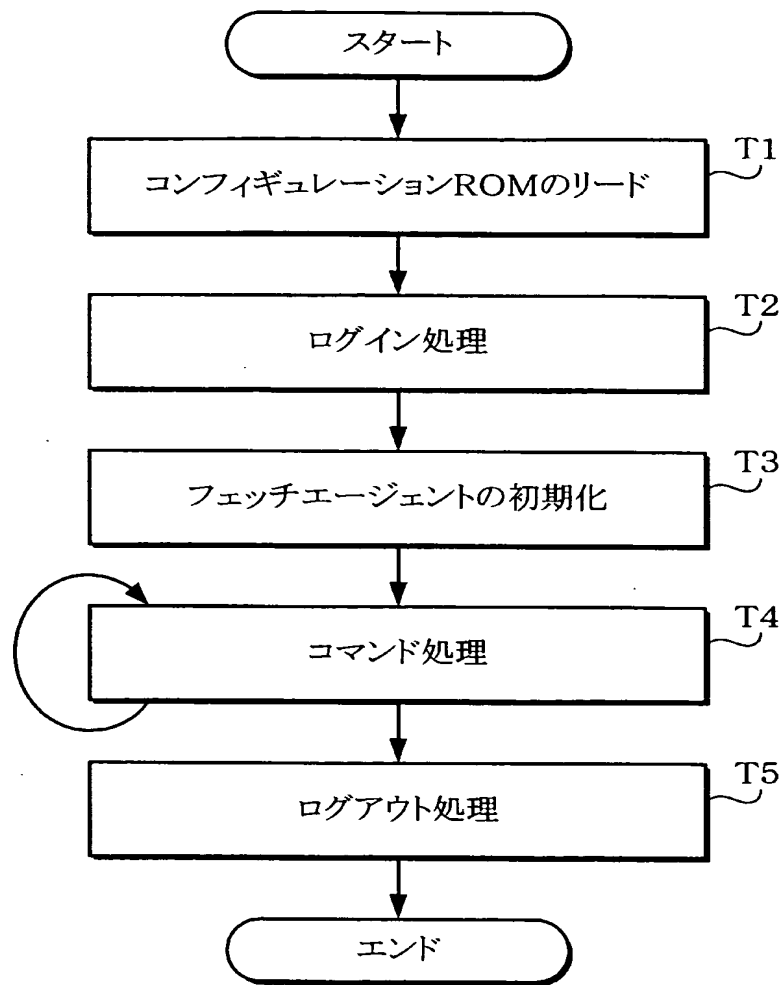 スタート
T1
コンフィギュレーションROMのリード
T2
ログイン処理
T3
フェッチエージェントの初期化
T4
コマンド処理
T5
ログアウト処理
エンド